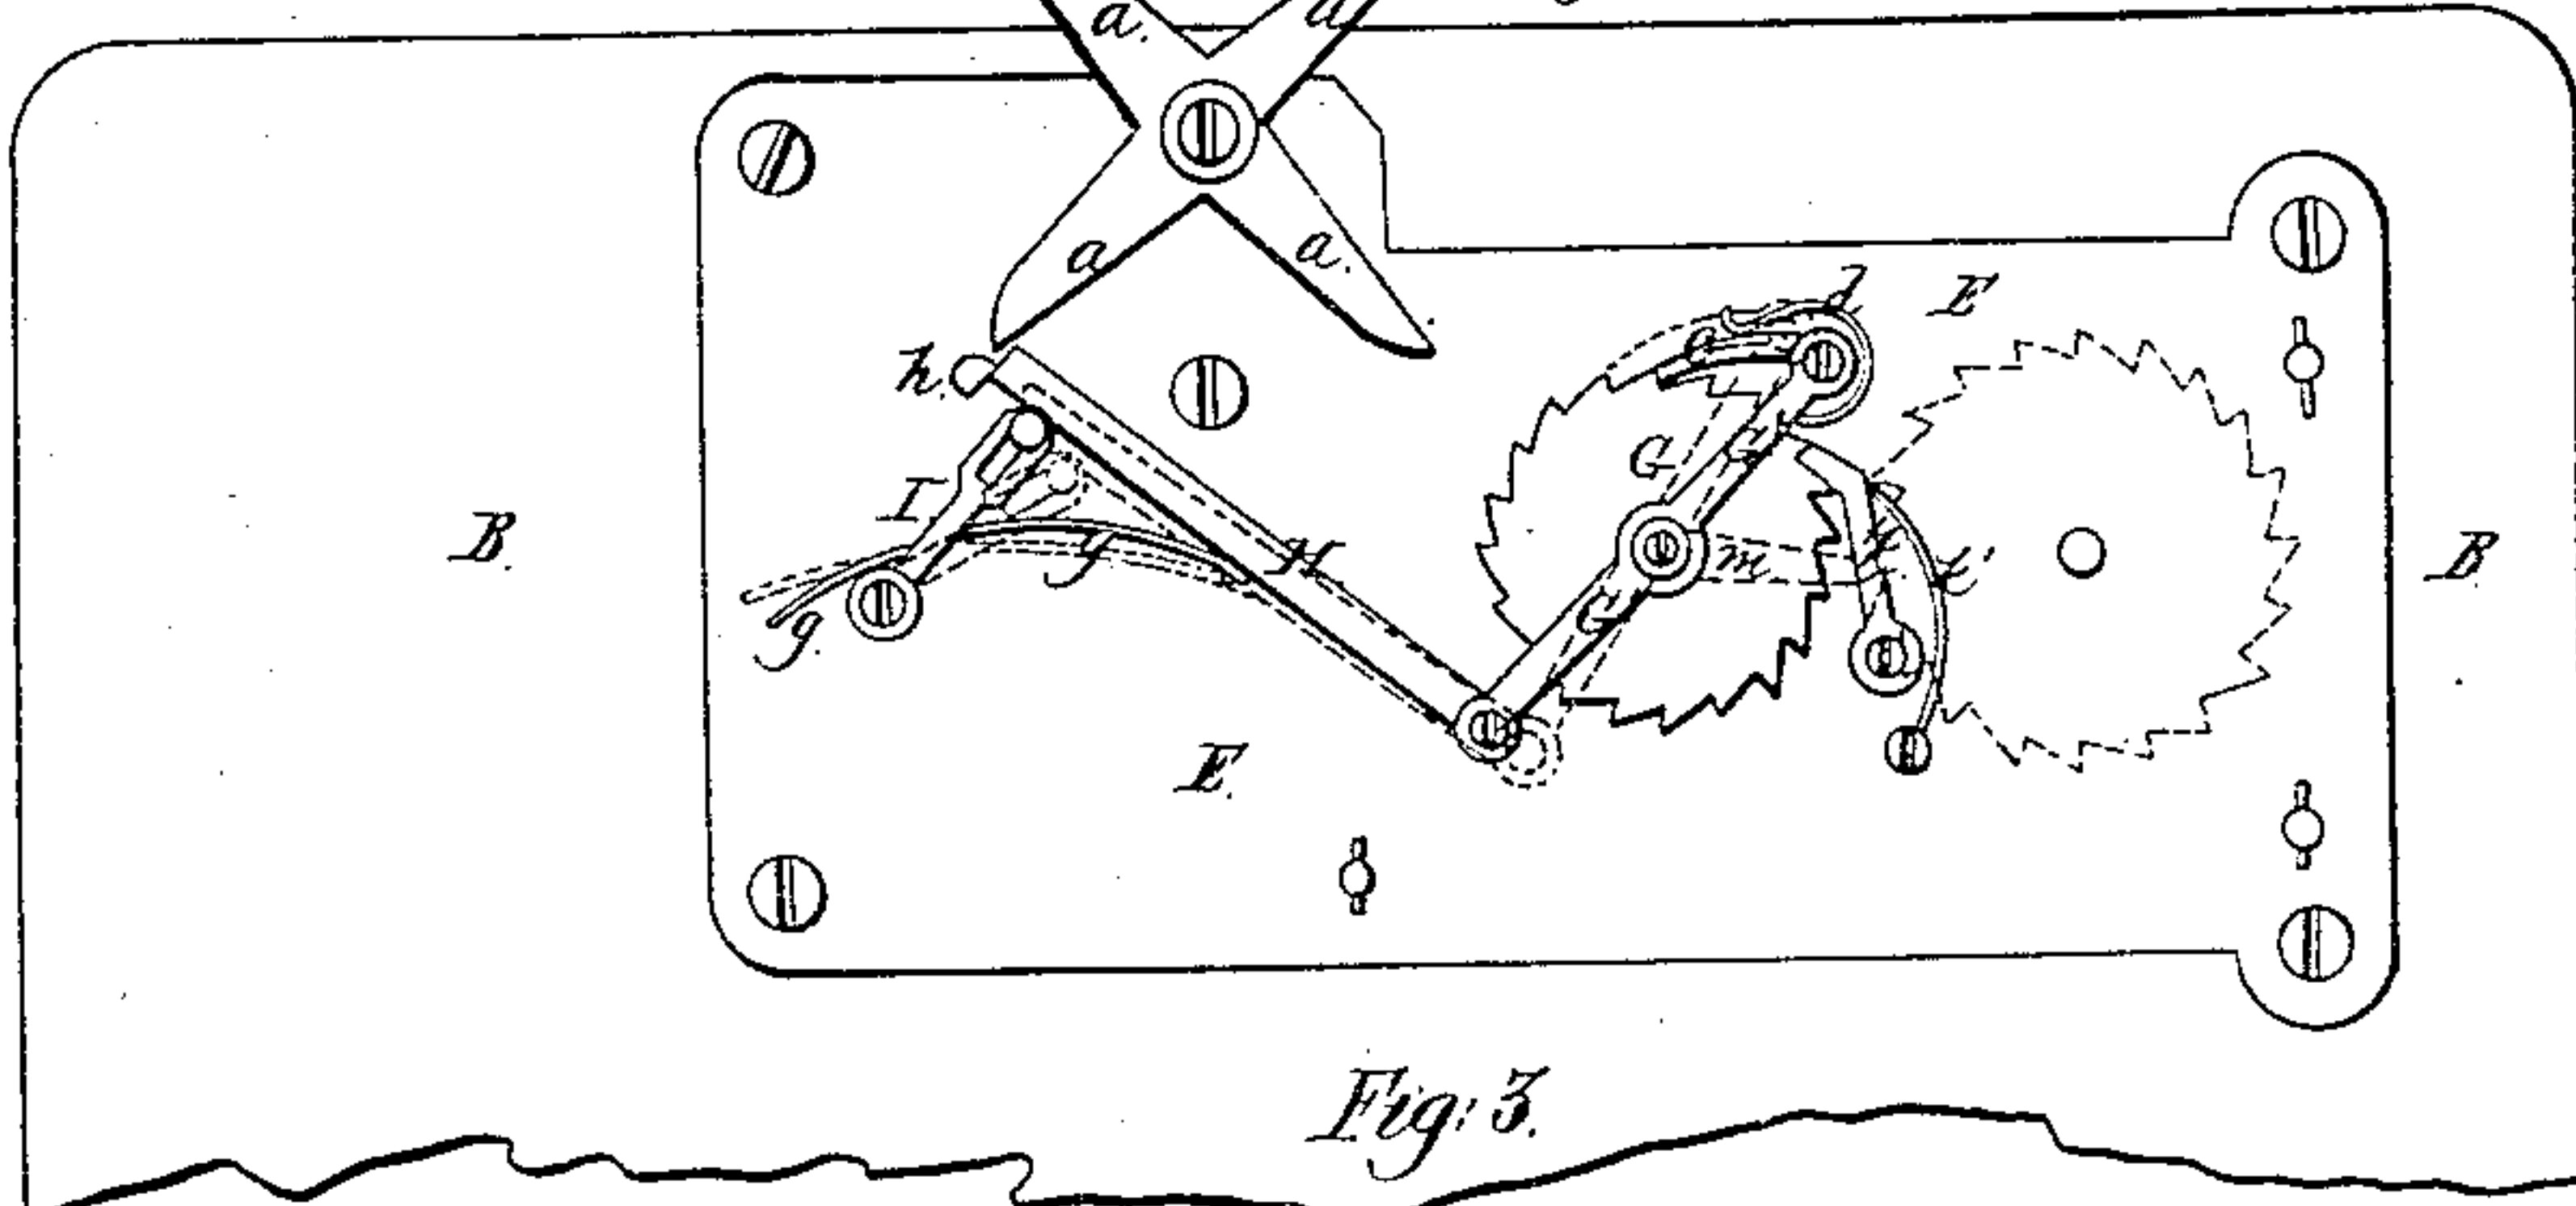 a. a
a a.
d E
h. c
G G
I
B. f H m t' B.
g. G
E.
Fig: 3.